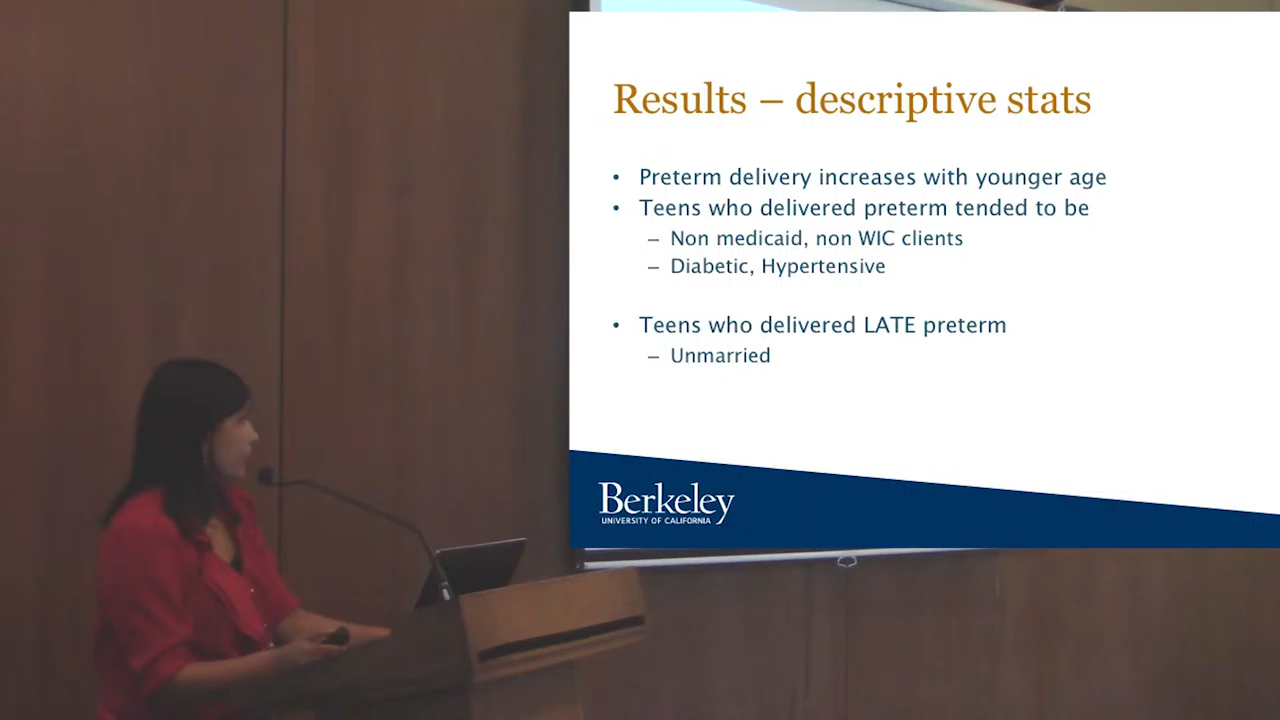 Results – descriptive stats
• Preterm delivery increases with younger age
• Teens who delivered preterm tended to be
– Non medicaid, non WIC clients
– Diabetic, Hypertensive
• Teens who delivered LATE preterm
– Unmarried
Berkeley
UNIVERSITY OF CALIFORNIA